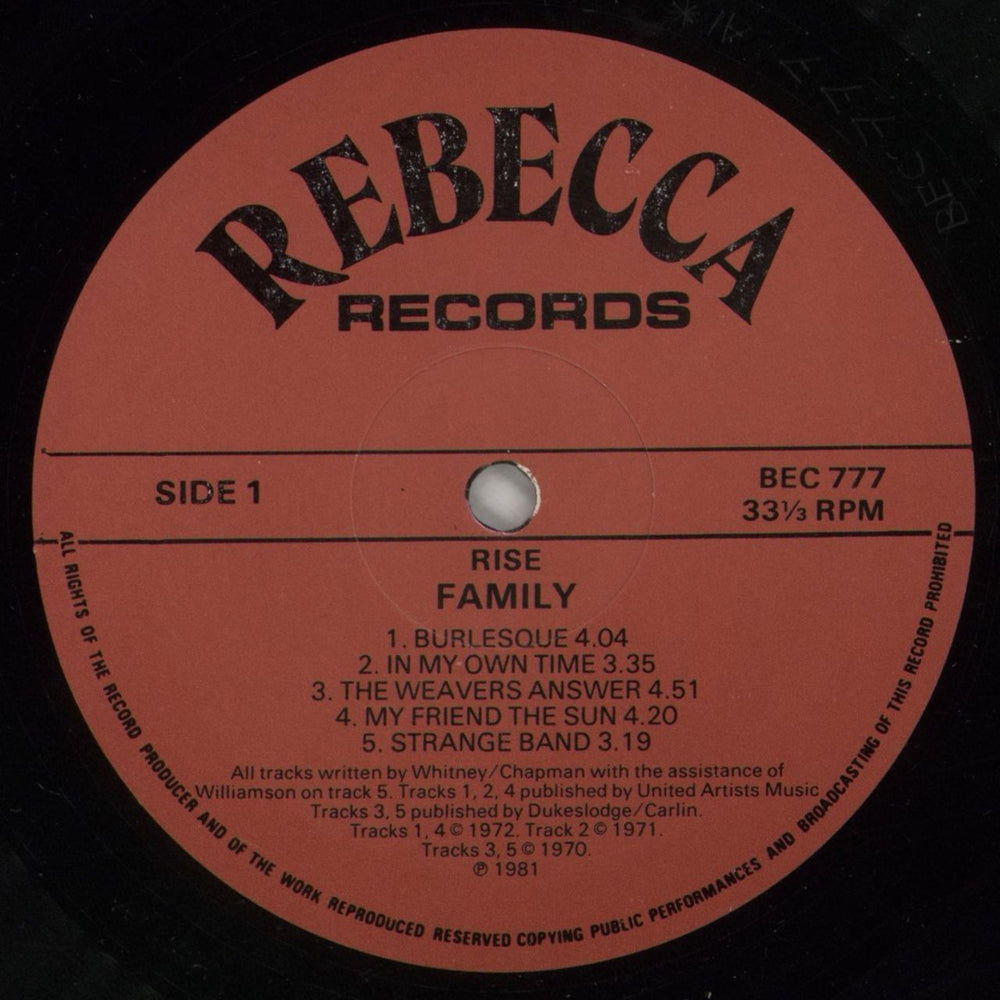 REBECCA
RECORDS
SIDE 1
BEC 777
33⅓ RPM
RISE
FAMILY
1. BURLESQUE 4.04
2. IN MY OWN TIME 3.35
3. THE WEAVERS ANSWER 4.51
4. MY FRIEND THE SUN 4.20
5. STRANGE BAND 3.19
All tracks written by Whitney/Chapman with the assistance of
Williamson on track 5. Tracks 1, 2, 4 published by United Artists Music
Tracks 3, 5 published by Dukeslodge/Carlin.
Tracks 1, 4 © 1972. Track 2 © 1971.
Tracks 3, 5 © 1970.
℗ 1981
ALL RIGHTS OF THE RECORD PRODUCER AND OF THE WORK REPRODUCED RESERVED COPYING PUBLIC PERFORMANCES AND BROADCASTING OF THIS RECORD PROHIBITED